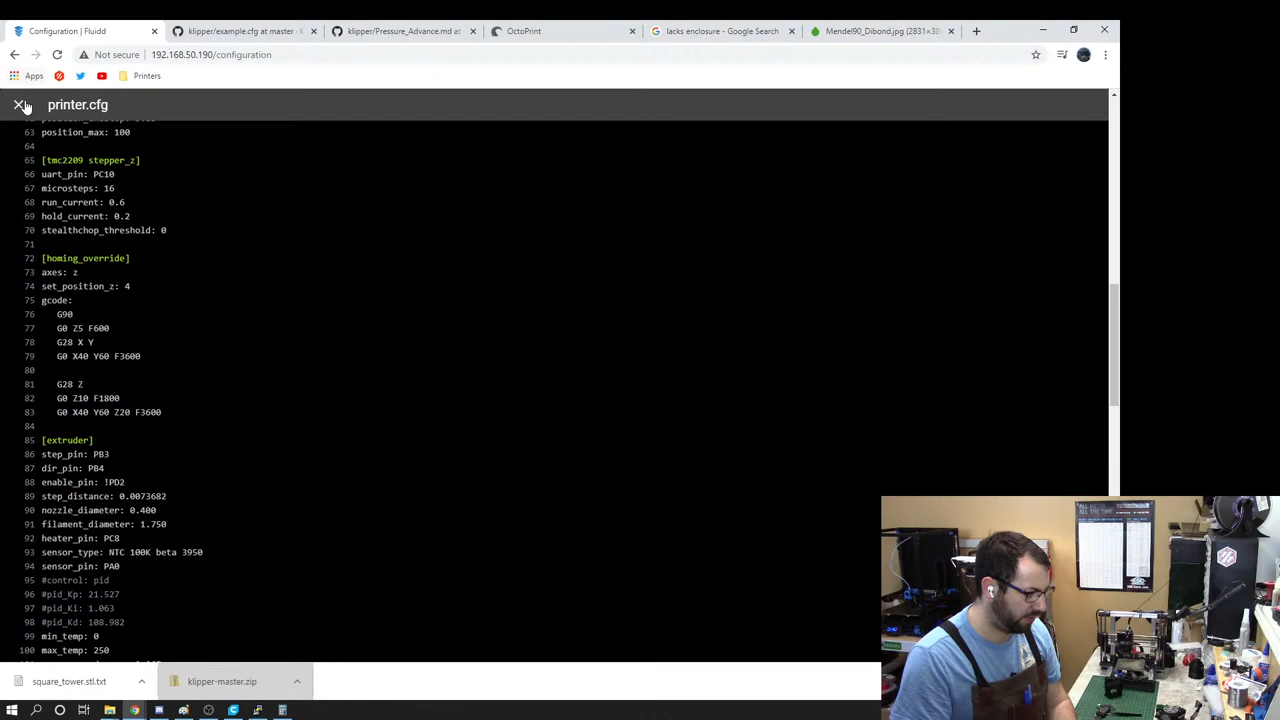 Configuration | Fluidd
klipper/example.cfg at master · K
klipper/Pressure_Advance.md at
OctoPrint
lacks enclosure - Google Search
Mendel90_Dibond.jpg (2831×38
Not secure
192.168.50.190/configuration
Apps
Printers
printer.cfg
63 position_max: 100
64
65 [tmc2209 stepper_z]
66 uart_pin: PC10
67 microsteps: 16
68 run_current: 0.6
69 hold_current: 0.2
70 stealthchop_threshold: 0
71
72 [homing_override]
73 axes: z
74 set_position_z: 4
75 gcode:
76 G90
77 G0 Z5 F600
78 G28 X Y
79 G0 X40 Y60 F3600
80
81 G28 Z
82 G0 Z10 F1800
83 G0 X40 Y60 Z20 F3600
84
85 [extruder]
86 step_pin: PB3
87 dir_pin: PB4
88 enable_pin: !PD2
89 step_distance: 0.0073682
90 nozzle_diameter: 0.400
91 filament_diameter: 1.750
92 heater_pin: PC8
93 sensor_type: NTC 100K beta 3950
94 sensor_pin: PA0
95 #control: pid
96 #pid_Kp: 21.527
97 #pid_Ki: 1.063
98 #pid_Kd: 108.982
99 min_temp: 0
100 max_temp: 250
square_tower.stl.txt
klipper-master.zip